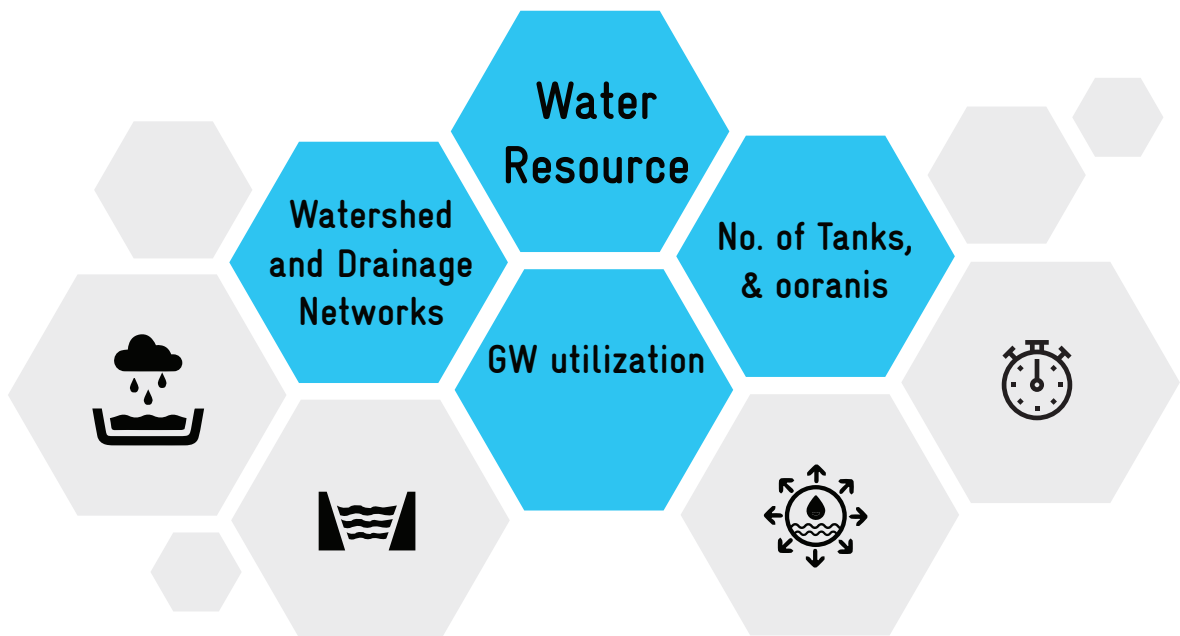 Water
Resource
Watershed
and Drainage
Networks
No. of Tanks,
& ooranis
GW utilization